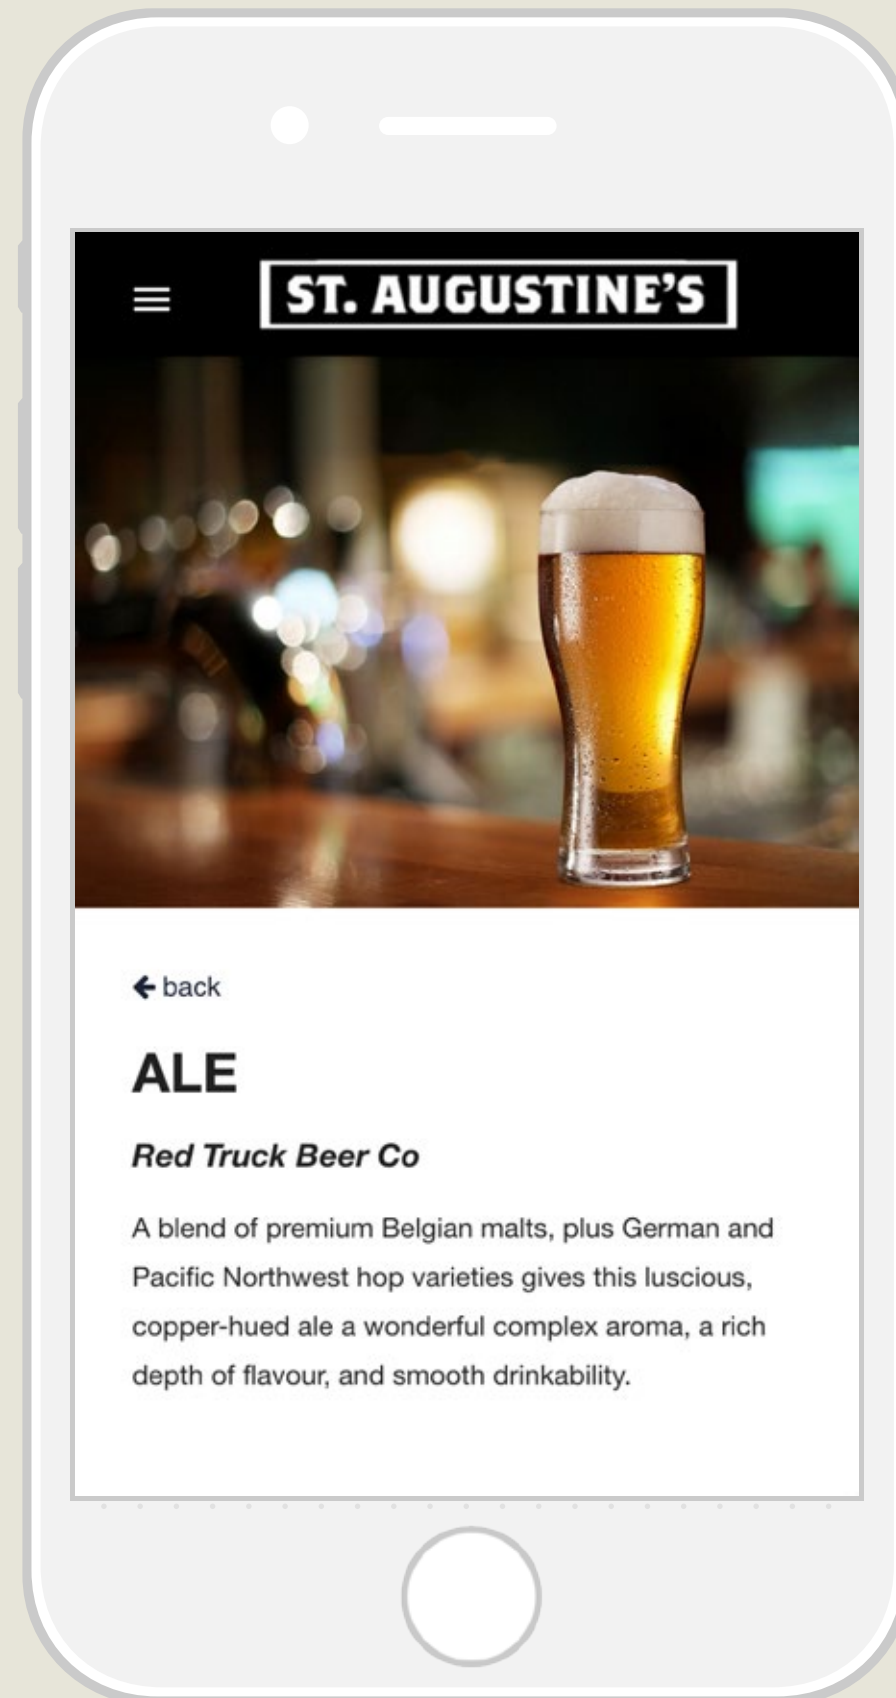 ST. AUGUSTINE'S
back
ALE
Red Truck Beer Co
A blend of premium Belgian malts, plus German and
Pacific Northwest hop varieties gives this luscious,
copper-hued ale a wonderful complex aroma, a rich
depth of flavour, and smooth drinkability.